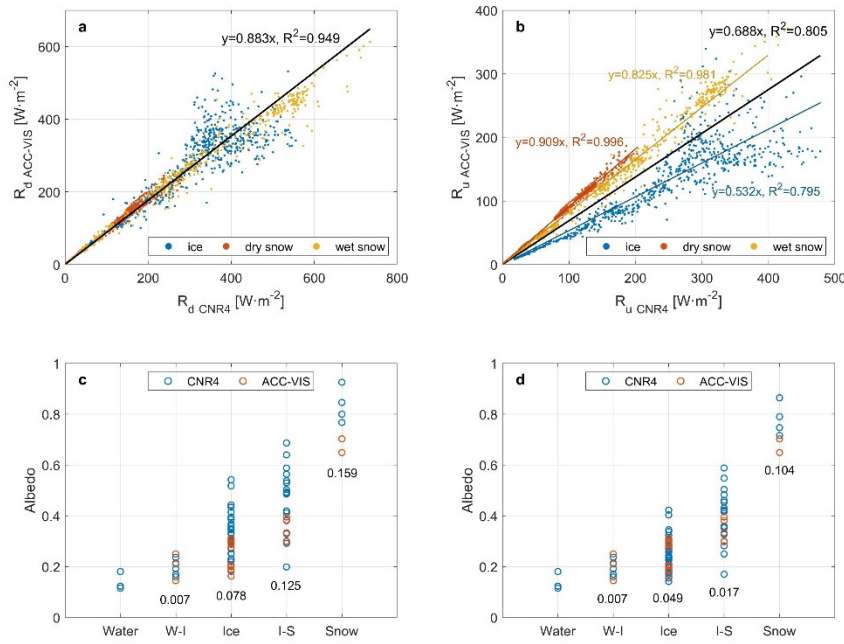 a
y=0.883x, R²=0.949
600
400
200
0
R_d ACC-VIS [W·m⁻²]
ice dry snow wet snow
0 200 400 600 800
R_d CNR4 [W·m⁻²]
b
y=0.688x, R²=0.805
y=0.825x, R²=0.981
y=0.909x, R²=0.996
y=0.532x, R²=0.795
400
300
200
100
0
R_u ACC-VIS [W·m⁻²]
ice dry snow wet snow
0 100 200 300 400 500
R_u CNR4 [W·m⁻²]
c
CNR4 ACC-VIS
1
0.8
0.6
0.4
0.2
0
Albedo
0.159
0.125
0.078
0.007
Water W-I Ice I-S Snow
d
CNR4 ACC-VIS
1
0.8
0.6
0.4
0.2
0
Albedo
0.104
0.007
0.049
0.017
Water W-I Ice I-S Snow